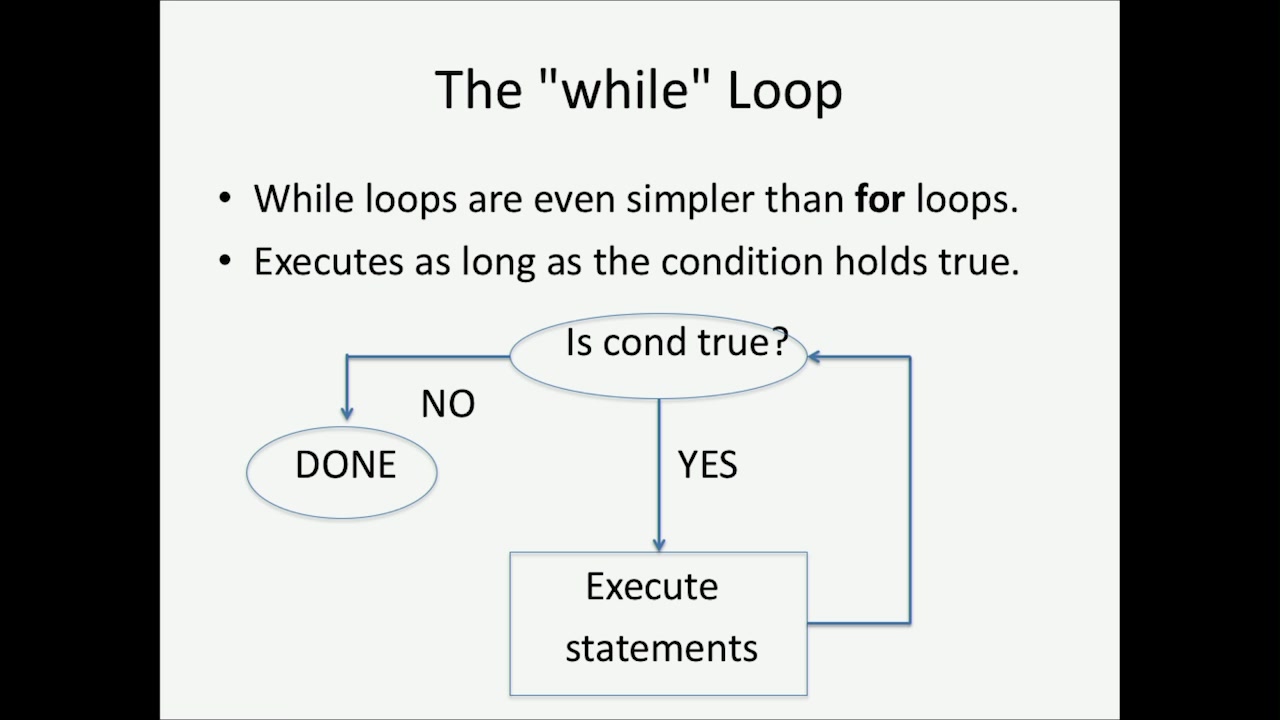 The "while" Loop
• While loops are even simpler than for loops.
• Executes as long as the condition holds true.
Is cond true?
NO
DONE
YES
Execute
statements